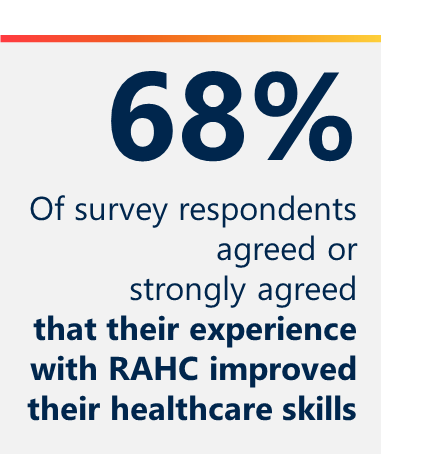 68%
Of survey respondents
agreed or
strongly agreed
that their experience
with RAHC improved
their healthcare skills